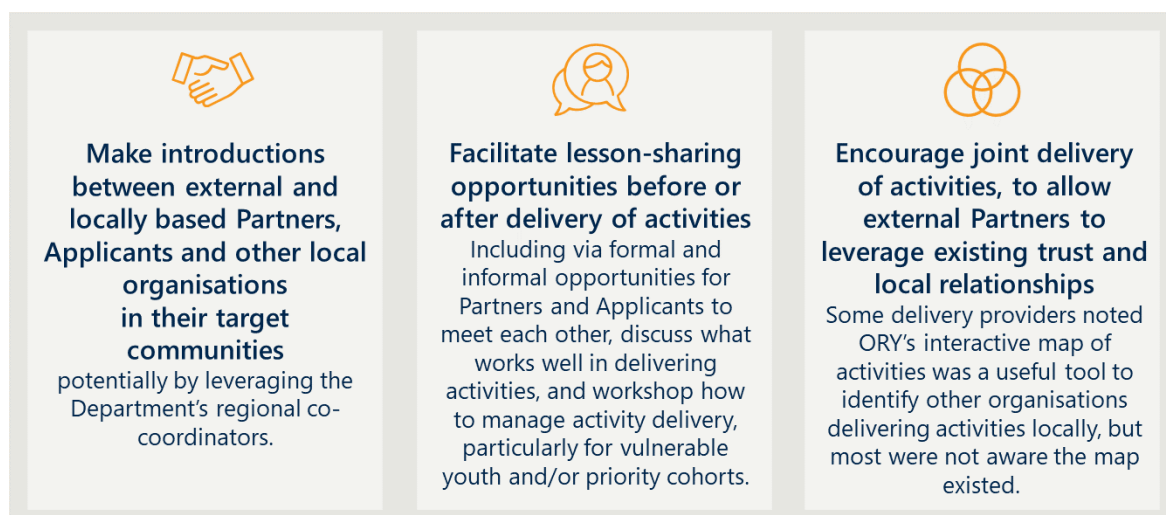 Make introductions
between external and
locally based Partners,
Applicants and other local
organisations
in their target
communities
potentially by leveraging the
Department's regional co-
coordinators.
Facilitate lesson-sharing
opportunities before or
after delivery of activities
Including via formal and
informal opportunities for
Partners and Applicants to
meet each other, discuss what
works well in delivering
activities, and workshop how
to manage activity delivery,
particularly for vulnerable
youth and/or priority cohorts.
Encourage joint delivery
of activities, to allow
external Partners to
leverage existing trust and
local relationships
Some delivery providers noted
ORY's interactive map of
activities was a useful tool to
identify other organisations
delivering activities locally, but
most were not aware the map
existed.